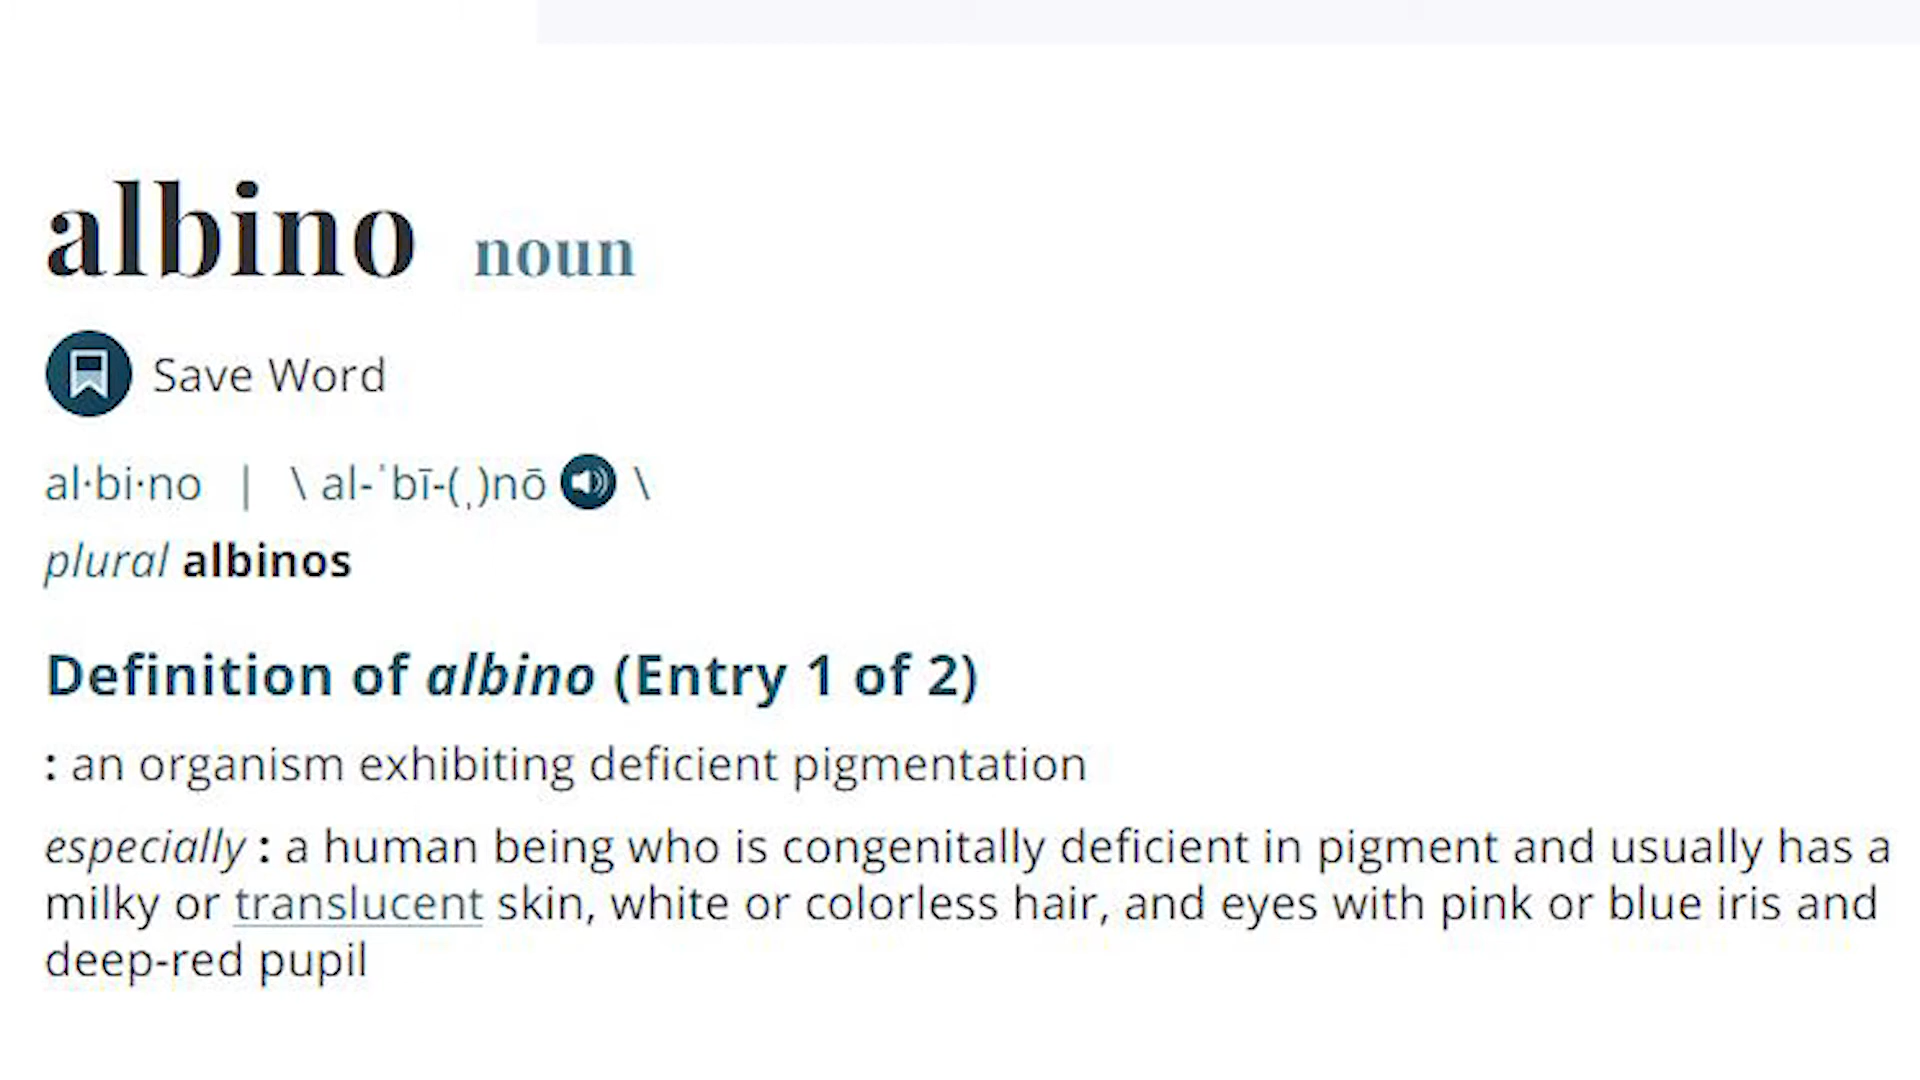 albino noun
Save Word
al·bi·no | \ al-ˈbī-(ˌ)nō \
plural albinos
Definition of albino (Entry 1 of 2)
: an organism exhibiting deficient pigmentation
especially : a human being who is congenitally deficient in pigment and usually has a
milky or translucent skin, white or colorless hair, and eyes with pink or blue iris and
deep-red pupil